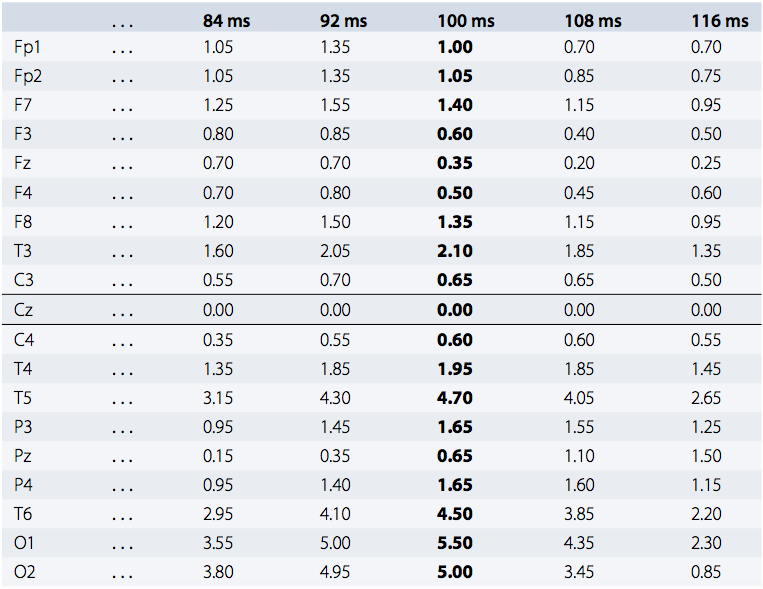 ... 84 ms 92 ms 100 ms 108 ms 116 ms
Fp1 ... 1.05 1.35 1.00 0.70 0.70
Fp2 ... 1.05 1.35 1.05 0.85 0.75
F7 ... 1.25 1.55 1.40 1.15 0.95
F3 ... 0.80 0.85 0.60 0.40 0.50
Fz ... 0.70 0.70 0.35 0.20 0.25
F4 ... 0.70 0.80 0.50 0.45 0.60
F8 ... 1.20 1.50 1.35 1.15 0.95
T3 ... 1.60 2.05 2.10 1.85 1.35
C3 ... 0.55 0.70 0.65 0.65 0.50
Cz ... 0.00 0.00 0.00 0.00 0.00
C4 ... 0.35 0.55 0.60 0.60 0.55
T4 ... 1.35 1.85 1.95 1.85 1.45
T5 ... 3.15 4.30 4.70 4.05 2.65
P3 ... 0.95 1.45 1.65 1.55 1.25
Pz ... 0.15 0.35 0.65 1.10 1.50
P4 ... 0.95 1.40 1.65 1.60 1.15
T6 ... 2.95 4.10 4.50 3.85 2.20
O1 ... 3.55 5.00 5.50 4.35 2.30
O2 ... 3.80 4.95 5.00 3.45 0.85